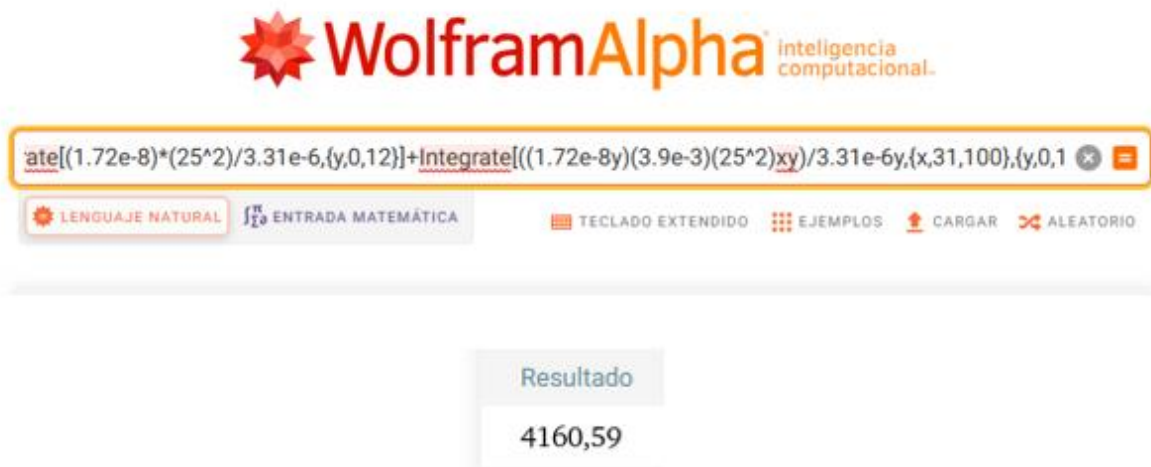 WolframAlpha inteligencia computacional.
ate[(1.72e-8)*(25^2)/3.31e-6,{y,0,12}]+Integrate[((1.72e-8y)(3.9e-3)(25^2)xy)/3.31e-6y,{x,31,100},{y,0,1
LENGUAJE NATURAL ENTRADA MATEMÁTICA TECLADO EXTENDIDO EJEMPLOS CARGAR ALEATORIO
Resultado
4160,59